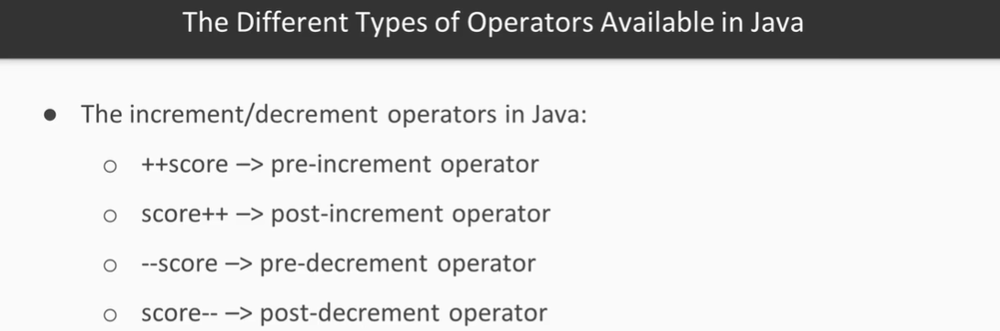 The Different Types of Operators Available in Java
● The increment/decrement operators in Java:
○ ++score –> pre-increment operator
○ score++ –> post-increment operator
○ --score –> pre-decrement operator
○ score-- –> post-decrement operator